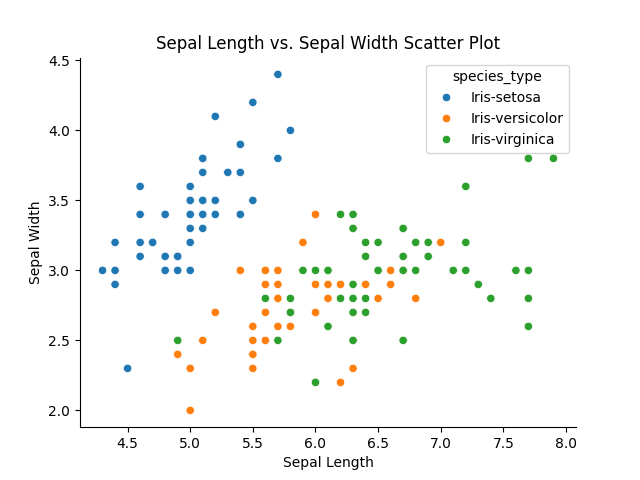 Sepal Length vs. Sepal Width Scatter Plot
species_type
Iris-setosa
Iris-versicolor
Iris-virginica
4.5
4.0
3.5
3.0
2.5
2.0
Sepal Width
4.5 5.0 5.5 6.0 6.5 7.0 7.5 8.0
Sepal Length